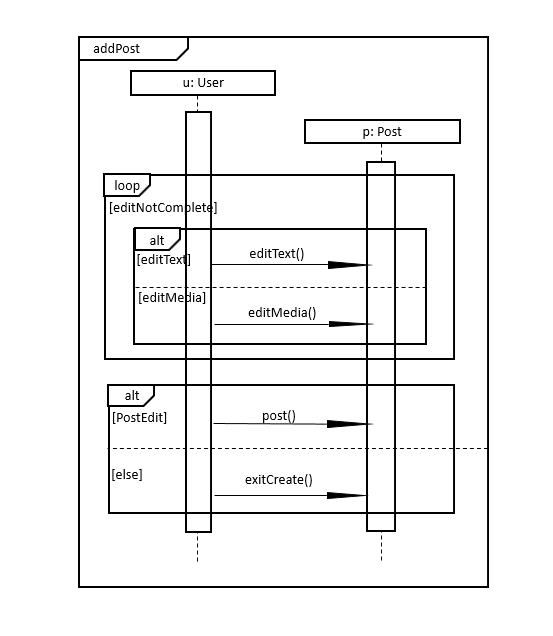 addPost
u: User
p: Post
loop
[editNotComplete]
alt
[editText]
editText()
[editMedia]
editMedia()
alt
[PostEdit]
post()
[else]
exitCreate()